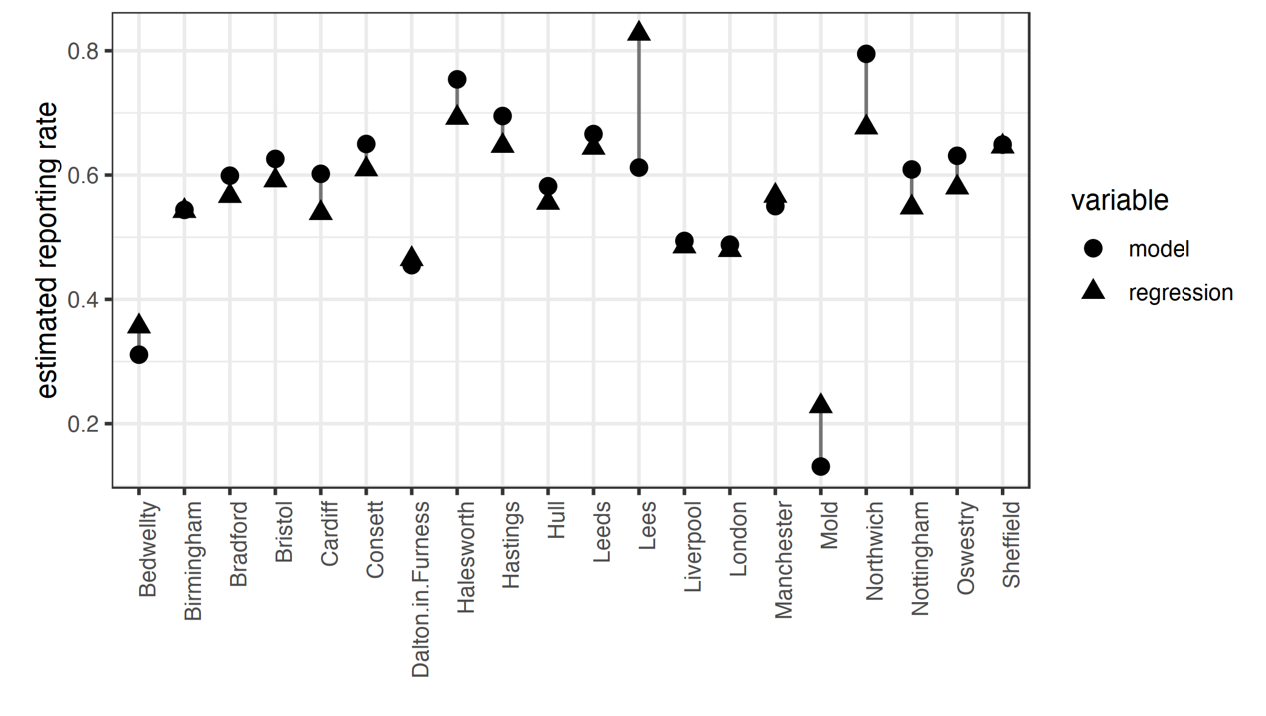 estimated reporting rate
0.8
0.6
0.4
0.2
Bedwellty
Birmingham
Bradford
Bristol
Cardiff
Consett
Dalton.in.Furness
Halesworth
Hastings
Hull
Leeds
Lees
Liverpool
London
Manchester
Mold
Northwich
Nottingham
Oswestry
Sheffield
variable
model
regression